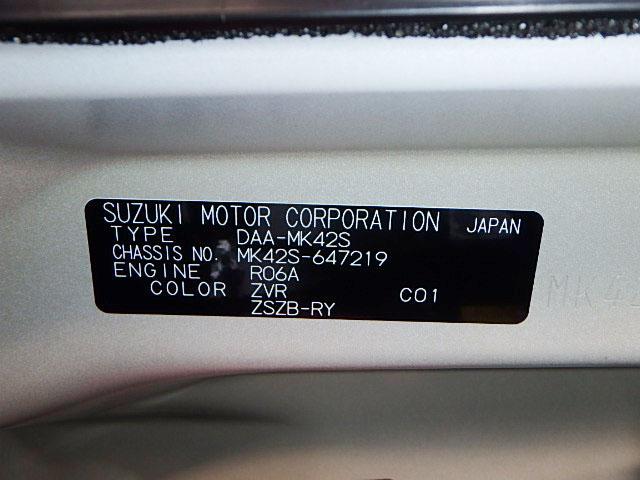 SUZUKI MOTOR CORPORATION JAPAN
TYPE DAA-MK42S
CHASSIS NO. MK42S-647219
ENGINE R06A
COLOR ZVR C01
ZSZB-RY